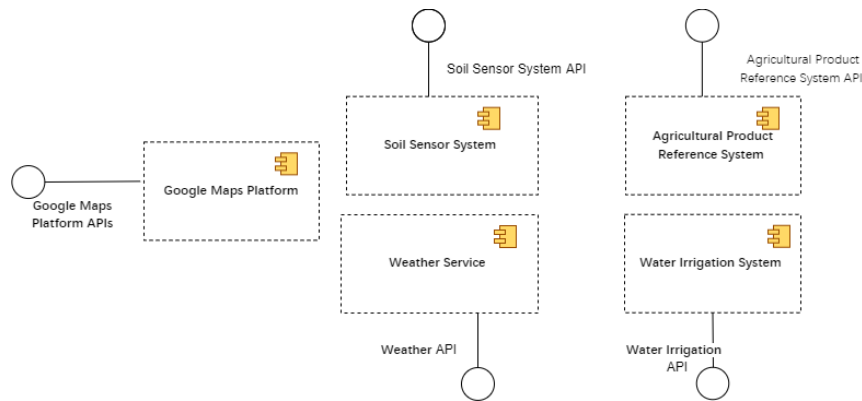 Soil Sensor System API
Agricultural Product
Reference System API
Soil Sensor System
Agricultural Product
Reference System
Google Maps Platform
Google Maps
Platform APIs
Weather Service
Water Irrigation System
Weather API
Water Irrigation
API